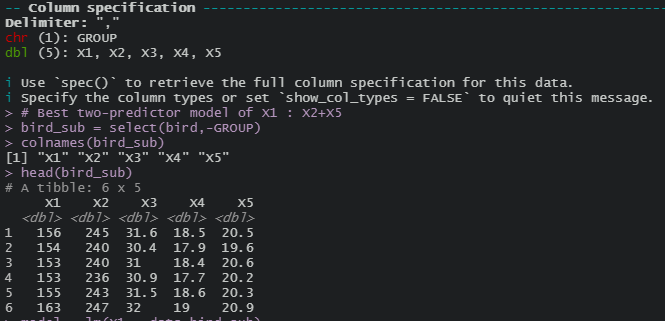 -- Column specification --------------------------------------------------------
Delimiter: ","
chr (1): GROUP
dbl (5): X1, X2, X3, X4, X5
i Use `spec()` to retrieve the full column specification for this data.
i Specify the column types or set `show_col_types = FALSE` to quiet this message.
> # Best two-predictor model of X1 : X2+X5
> bird_sub = select(bird,-GROUP)
> colnames(bird_sub)
[1] "X1" "X2" "X3" "X4" "X5"
> head(bird_sub)
# A tibble: 6 x 5
X1 X2 X3 X4 X5
<dbl> <dbl> <dbl> <dbl> <dbl>
1 156 245 31.6 18.5 20.5
2 154 240 30.4 17.9 19.6
3 153 240 31 18.4 20.6
4 153 236 30.9 17.7 20.2
5 155 243 31.5 18.6 20.3
6 163 247 32 19 20.9